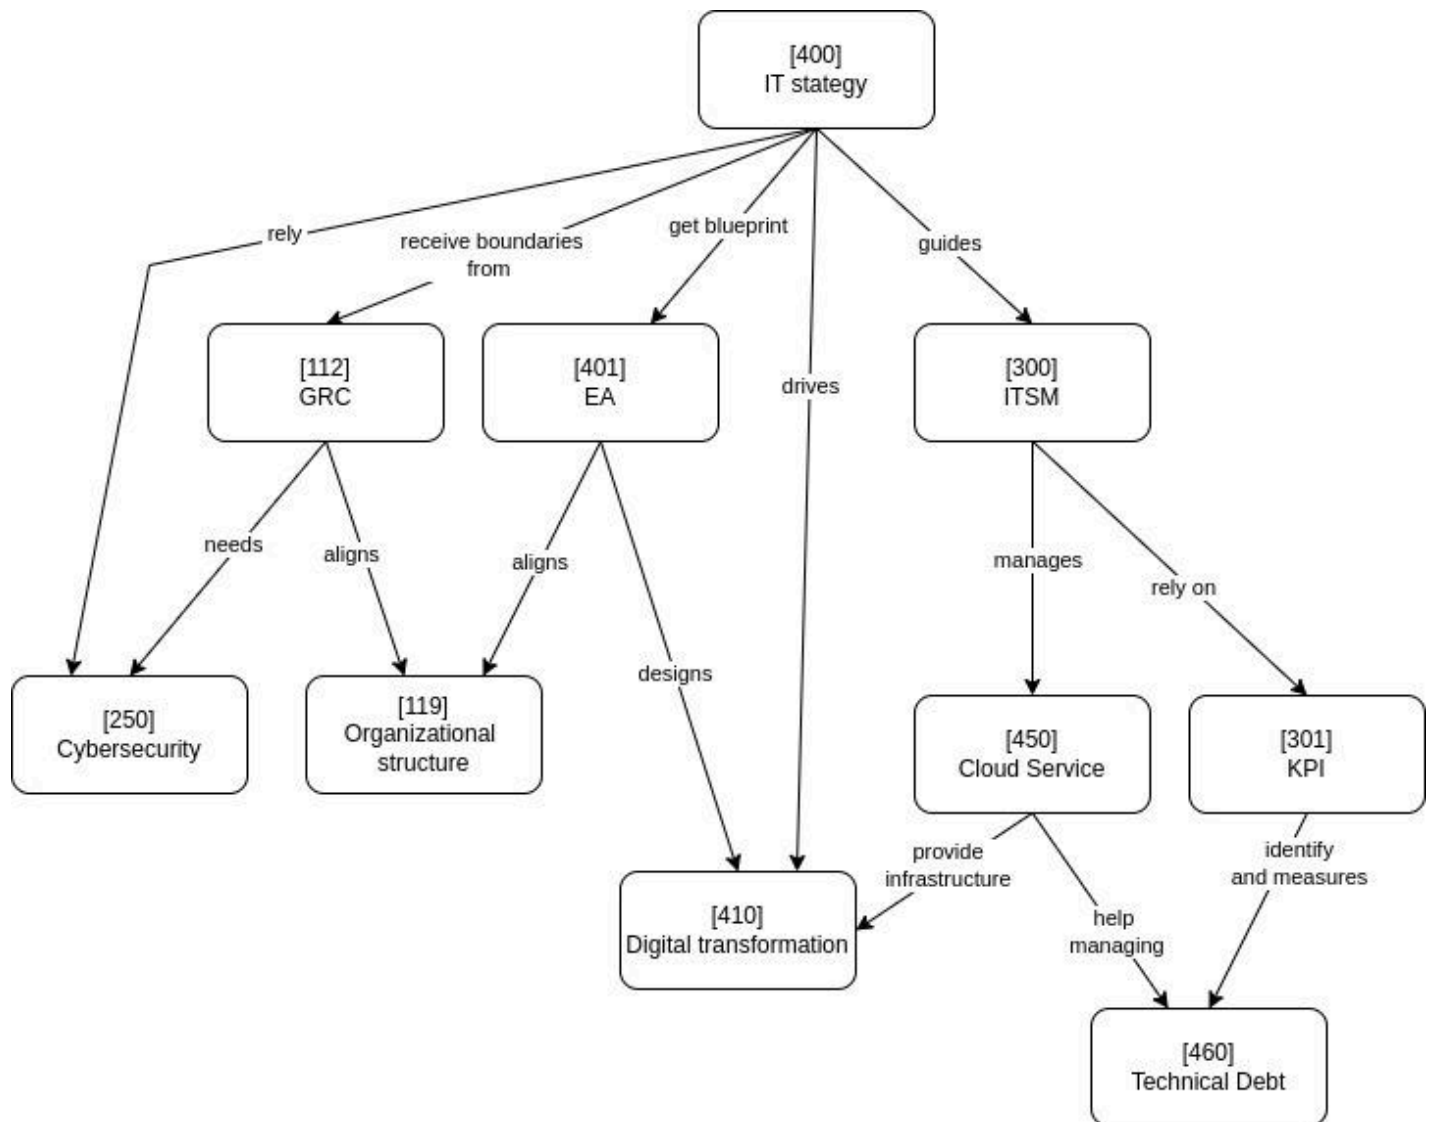 [400]
IT stategy
rely
receive boundaries
from
get blueprint
guides
[112]
GRC
[401]
EA
drives
[300]
ITSM
needs
aligns
aligns
manages
rely on
designs
[250]
Cybersecurity
[119]
Organizational
structure
[450]
Cloud Service
[301]
KPI
provide
infrastructure
identify
and measures
help
managing
[410]
Digital transformation
[460]
Technical Debt